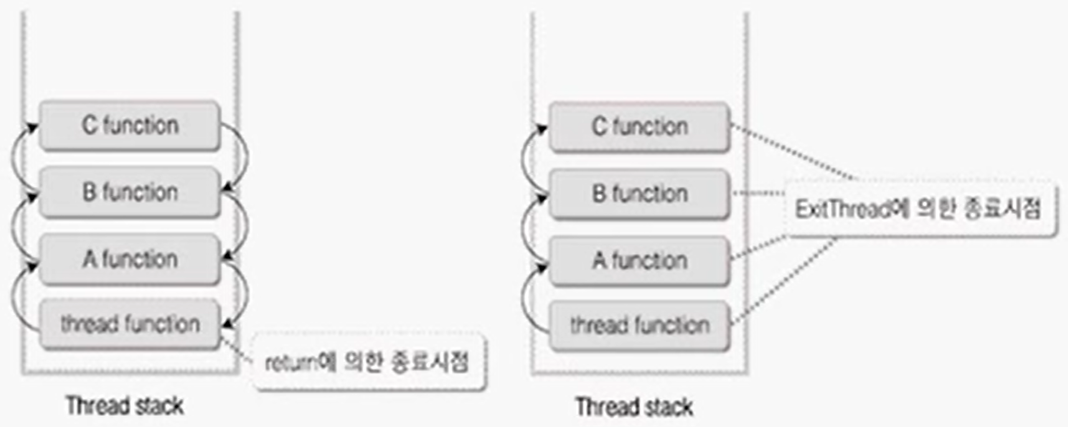 C function
B function
A function
thread function
return에 의한 종료시점
Thread stack
C function
B function
A function
thread function
ExitThread에 의한 종료시점
Thread stack